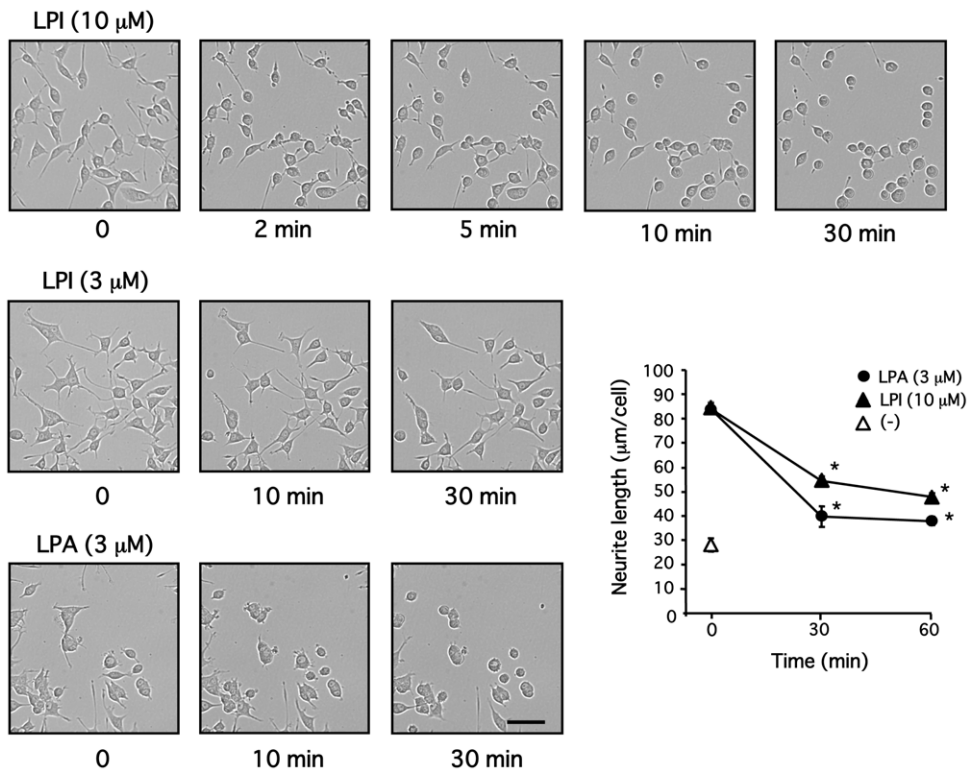 LPI (10 μM)
0
2 min
5 min
10 min
30 min
LPI (3 μM)
0
10 min
30 min
LPA (3 μM)
0
10 min
30 min
100
90
80
70
60
50
40
30
20
10
0
Neurite length (μm/cell)
LPA (3 μM)
LPI (10 μM)
(-)
*
*
*
*
0
30
60
Time (min)